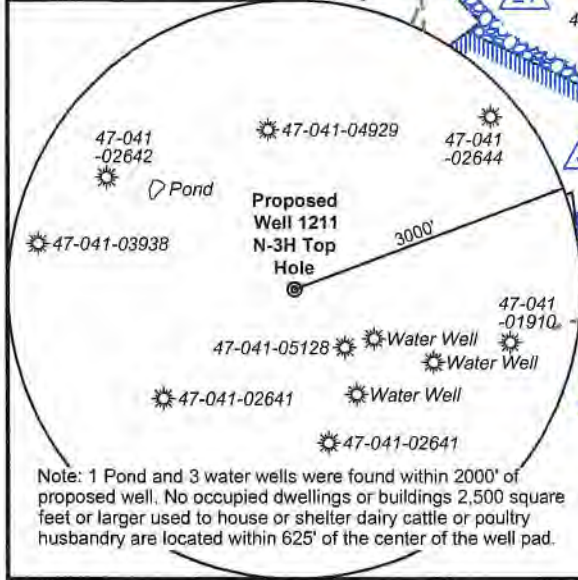 47-041
-02642
47-041-04929
47-041
-02644
Pond
Proposed
Well 1211
N-3H Top
Hole
3000'
47-041-03938
47-041
-01910
47-041-05128
Water Well
Water Well
47-041-02641
Water Well
47-041-02641
Note: 1 Pond and 3 water wells were found within 2000' of
proposed well. No occupied dwellings or buildings 2,500 square
feet or larger used to house or shelter dairy cattle or poultry
husbandry are located within 625' of the center of the well pad.